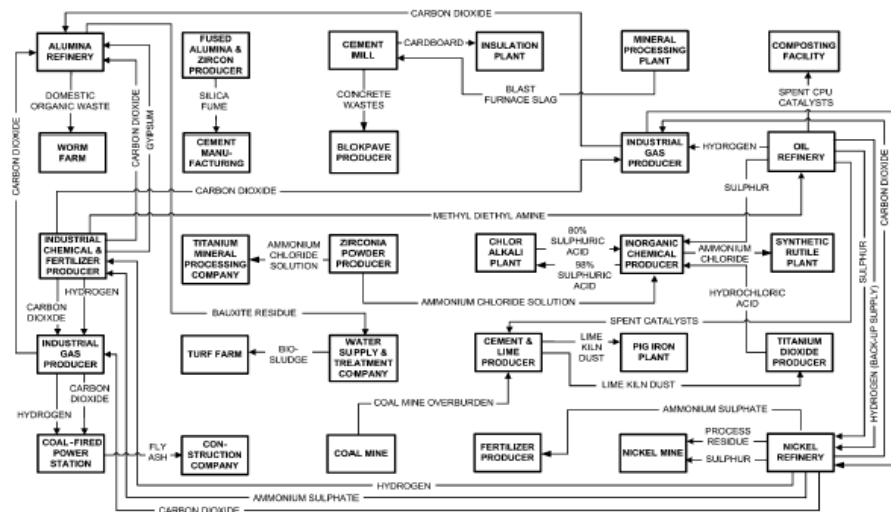 CARBON DIOXIDE
ALUMINA
REFINERY
FUSED
ALUMINA &
ZIRCON
PRODUCER
CEMENT
MILL
CARDBOARD
INSULATION
PLANT
MINERAL
PROCESSING
PLANT
COMPOSTING
FACILITY
DOMESTIC
ORGANIC WASTE
SILICA
FUME
CONCRETE
WASTES
BLAST
FURNACE SLAG
SPENT CPU
CATALYSTS
CARBON DIOXIDE
CARBON DIOXIDE
GYIPSUM
WORM
FARM
CEMENT
MANU-
FACTURING
BLOKPAVE
PRODUCER
INDUSTRIAL
GAS
PRODUCER
HYDROGEN
OIL
REFINERY
CARBON DIOXIDE
SULPHUR
CARBON DIOXIDE
METHYL DIETHYL AMINE
INDUSTRIAL
CHEMICAL &
FERTILIZER
PRODUCER
TITANIUM
MINERAL
PROCESSING
COMPANY
AMMONIUM
CHLORIDE
SOLUTION
ZIRCONIA
POWDER
PRODUCER
CHLOR
ALKALI
PLANT
80%
SULPHURIC
ACID
98%
SULPHURIC
ACID
INORGANIC
CHEMICAL
PRODUCER
AMMONIUM
CHLORIDE
SYNTHETIC
RUTILE PLANT
SULPHUR
HYDROGEN (BACK-UP SUPPLY)
CARBON
DIOIXDE
HYDROGEN
AMMONIUM CHLORIDE SOLUTION
HYDROCHLORIC
ACID
BAUXITE RESIDUE
SPENT CATALYSTS
INDUSTRIAL
GAS
PRODUCER
TURF FARM
BIO-
SLUDGE
WATER
SUPPLY &
TREATMENT
COMPANY
CEMENT
& LIME
PRODUCER
LIME
KILN
DUST
PIG IRON
PLANT
TITANIUM
DIOXIDE
PRODUCER
HYDROGEN
CARBON
DIOXIDE
COAL MINE OVERBURDEN
LIME KILN DUST
AMMONIUM SULPHATE
COAL-FIRED
POWER
STATION
FLY
ASH
CON-
STRUCTION
COMPANY
COAL MINE
FERTILIZER
PRODUCER
NICKEL MINE
PROCESS
RESIDUE
SULPHUR
NICKEL
REFINERY
HYDROGEN
AMMONIUM SULPHATE
CARBON DIOXIDE